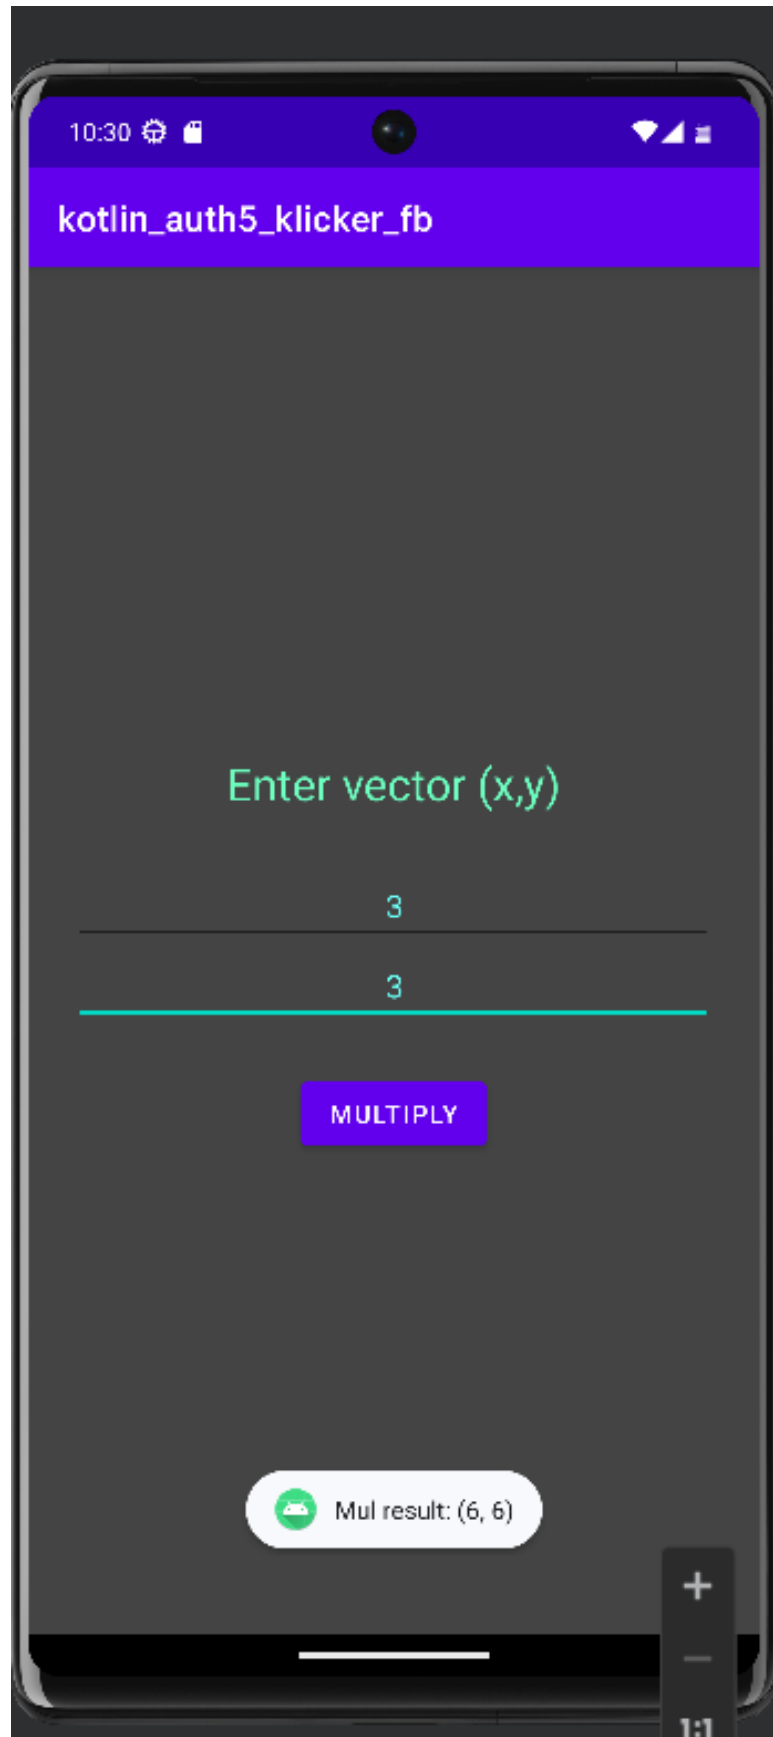 10:30
kotlin_auth5_klicker_fb
Enter vector (x,y)
3
3
MULTIPLY
Mul result: (6, 6)
+
−
1:1